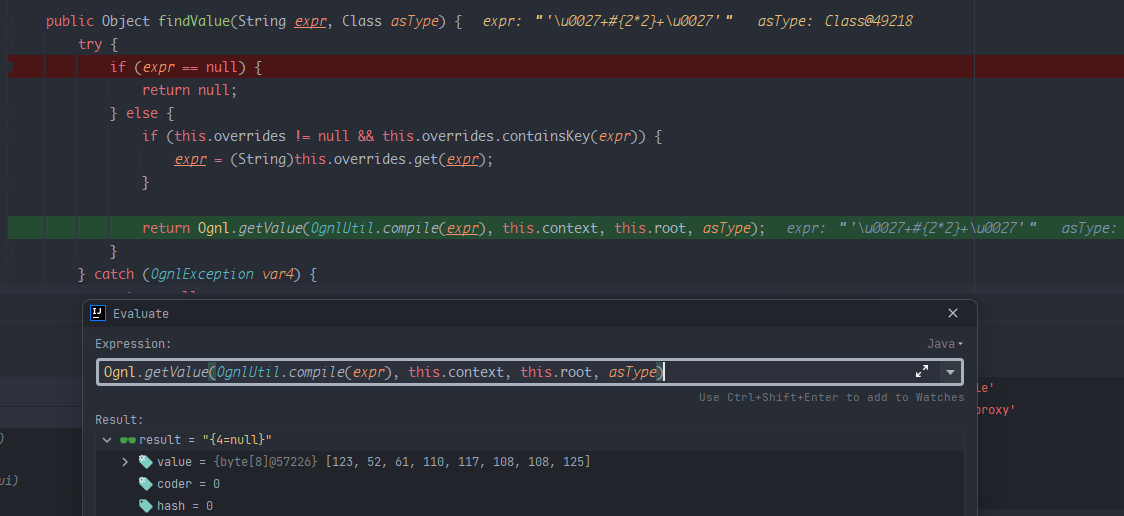 public Object findValue(String expr, Class asType) { expr: "'\u0027+#{2*2}+\u0027'" asType: Class@49218
try {
if (expr == null) {
return null;
} else {
if (this.overrides != null && this.overrides.containsKey(expr)) {
expr = (String)this.overrides.get(expr);
}
return Ognl.getValue(OgnlUtil.compile(expr), this.context, this.root, asType); expr: "'\u0027+#{2*2}+\u0027'" asType:
}
} catch (OgnlException var4) {
IJ Evaluate
Expression:
Java
Ognl.getValue(OgnlUtil.compile(expr), this.context, this.root, asType)
Use Ctrl+Shift+Enter to add to Watches
le'
Result:
proxy'
result = "{4=null}"
)
value = {byte[8]@57226} [123, 52, 61, 110, 117, 108, 108, 125]
ui)
coder = 0
hash = 0